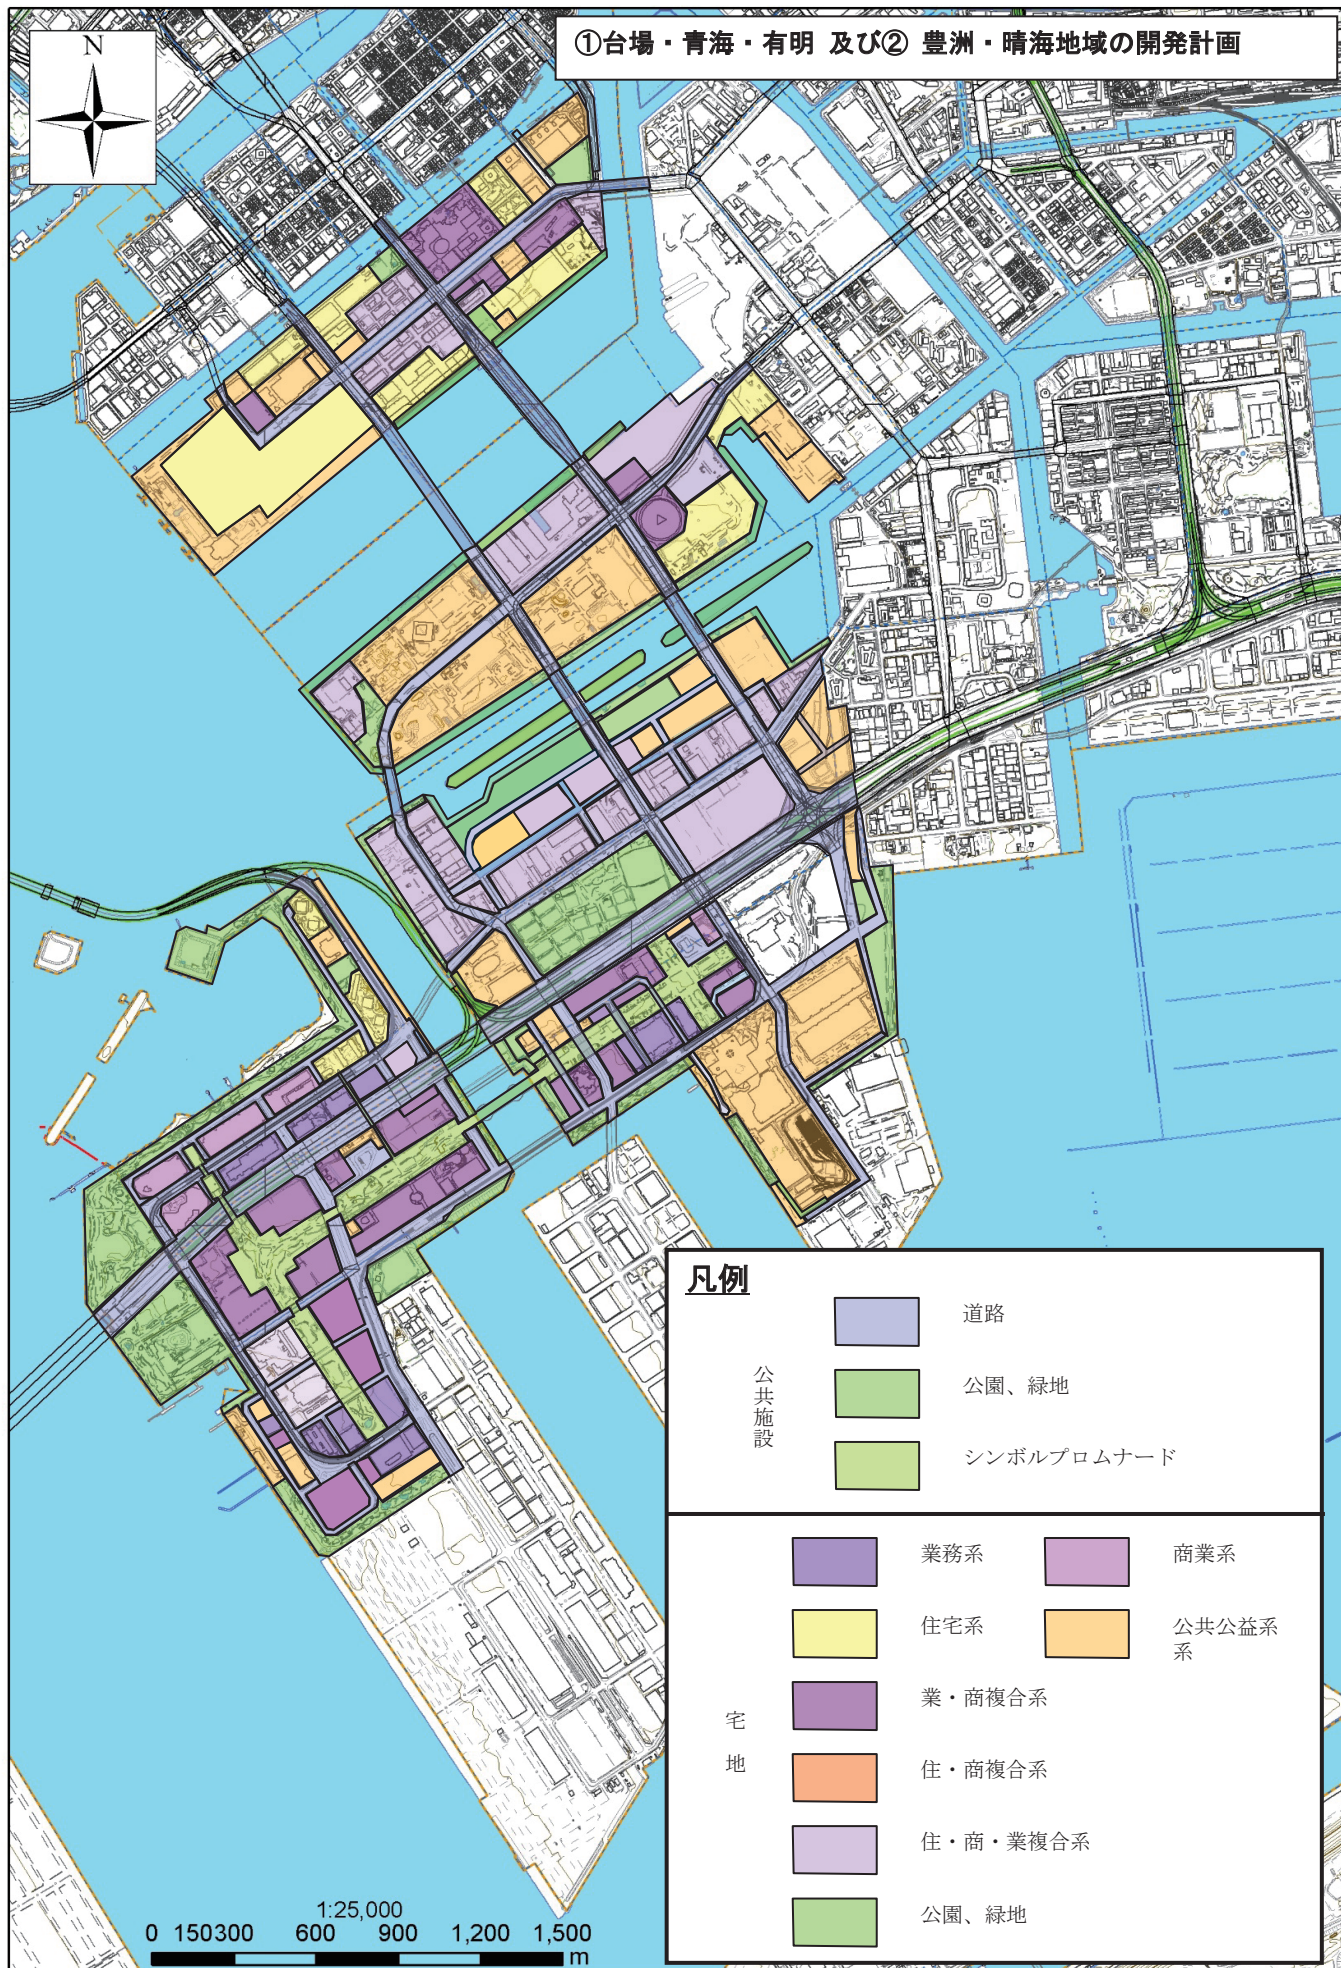 ①台場・青海・有明 及び② 豊洲・晴海地域の開発計画
N
凡例
公共施設
道路
公園、緑地
シンボルプロムナード
宅地
業務系
商業系
住宅系
公共公益系
系
業・商複合系
住・商複合系
住・商・業複合系
公園、緑地
1:25,000
0 150300 600 900 1,200 1,500
m